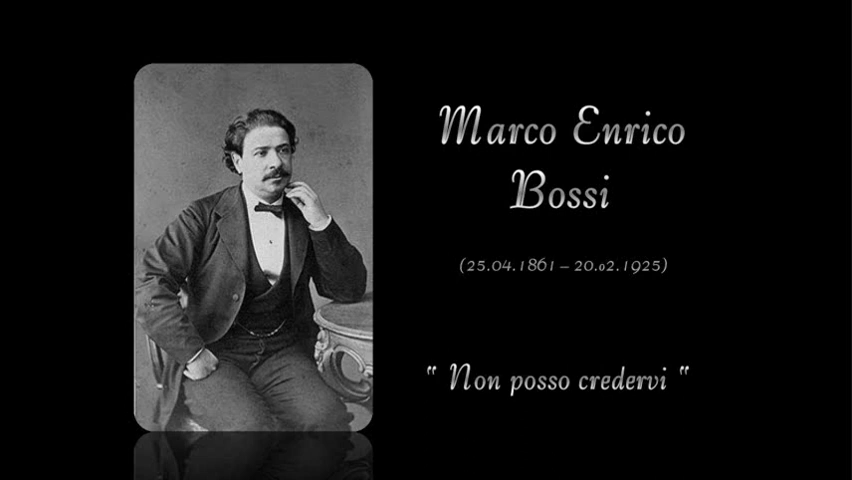 Marco Enrico
Bossi
(25.04.1861 – 20.02.1925)
" Non posso credervi "